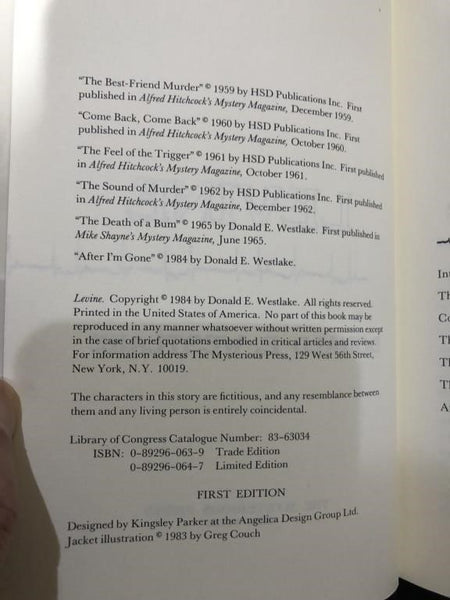 "The Best-Friend Murder" © 1959 by HSD Publications Inc. First
published in Alfred Hitchcock's Mystery Magazine, December 1959.
"Come Back, Come Back" © 1960 by HSD Publications Inc. First
published in Alfred Hitchcock's Mystery Magazine, October 1960.
"The Feel of the Trigger" © 1961 by HSD Publications Inc. First published
in Alfred Hitchcock's Mystery Magazine, October 1961.
"The Sound of Murder" © 1962 by HSD Publications Inc. First published
in Alfred Hitchcock's Mystery Magazine, December 1962.
"The Death of a Bum" © 1965 by Donald E. Westlake. First published in
Mike Shayne's Mystery Magazine, June 1965.
"After I'm Gone" © 1984 by Donald E. Westlake.
Levine. Copyright © 1984 by Donald E. Westlake. All rights reserved.
Printed in the United States of America. No part of this book may be
reproduced in any manner whatsoever without written permission except
in the case of brief quotations embodied in critical articles and reviews.
For information address The Mysterious Press, 129 West 56th Street,
New York, N.Y. 10019.
The characters in this story are fictitious, and any resemblance between
them and any living person is entirely coincidental.
Library of Congress Catalogue Number: 83-63034
ISBN: 0-89296-063-9 Trade Edition
0-89296-064-7 Limited Edition
FIRST EDITION
Designed by Kingsley Parker at the Angelica Design Group Ltd.
Jacket illustration © 1983 by Greg Couch